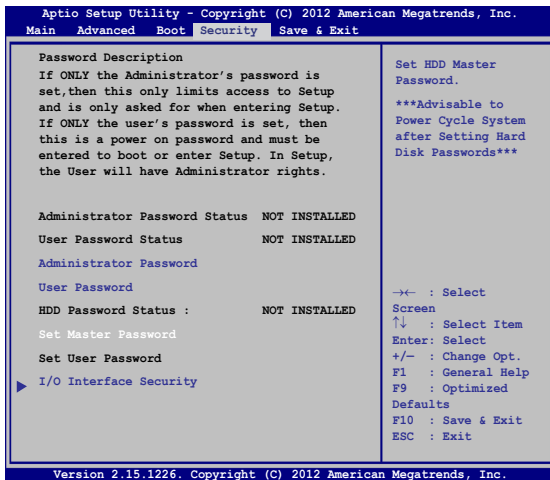 Aptio Setup Utility - Copyright (C) 2012 American Megatrends, Inc.
Main Advanced Boot Security Save & Exit
Password Description
If ONLY the Administrator's password is
set,then this only limits access to Setup
and is only asked for when entering Setup.
If ONLY the user's password is set, then
this is a power on password and must be
entered to boot or enter Setup. In Setup,
the User will have Administrator rights.
Administrator Password Status NOT INSTALLED
User Password Status NOT INSTALLED
Administrator Password
User Password
HDD Password Status : NOT INSTALLED
Set Master Password
Set User Password
I/O Interface Security
Set HDD Master
Password.
***Advisable to
Power Cycle System
after Setting Hard
Disk Passwords***
→← : Select
Screen
↑↓ : Select Item
Enter: Select
+/— : Change Opt.
F1 : General Help
F9 : Optimized
Defaults
F10 : Save & Exit
ESC : Exit
Version 2.15.1226. Copyright (C) 2012 American Megatrends, Inc.